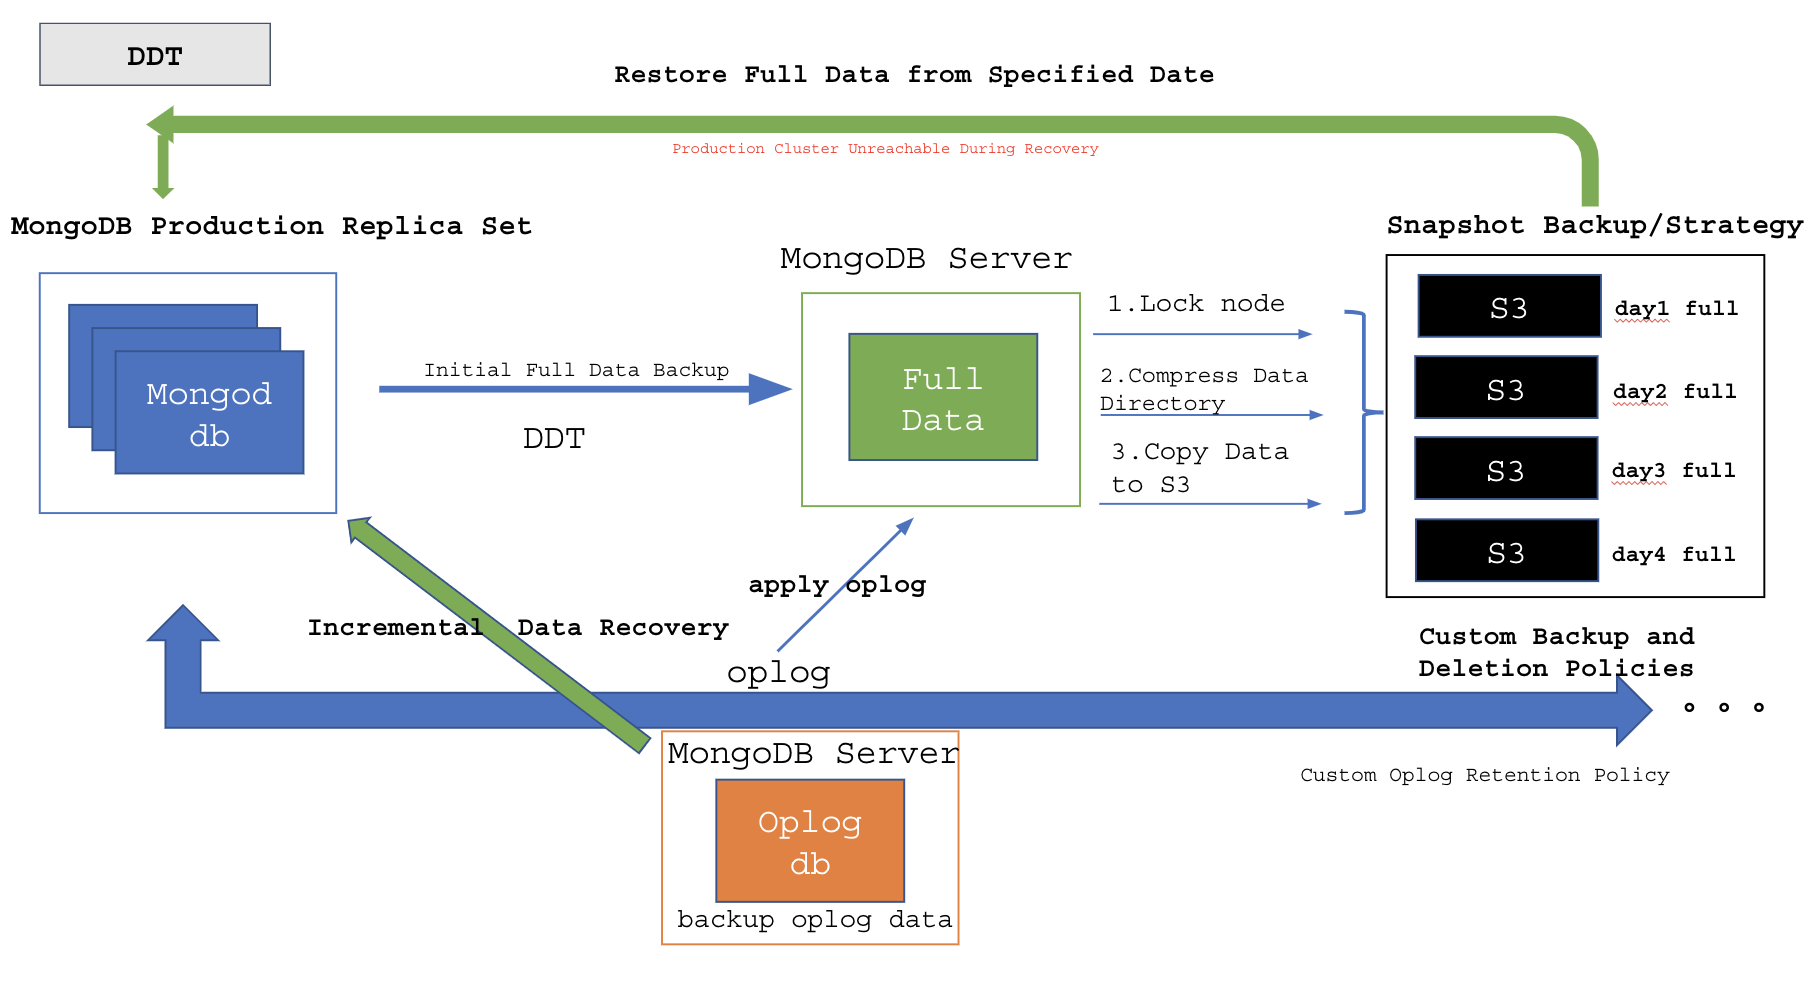 DDT
Restore Full Data from Specified Date
Production Cluster Unreachable During Recovery
MongoDB Production Replica Set
Snapshot Backup/Strategy
MongoDB Server
Mongod
db
Initial Full Data Backup
DDT
Full
Data
1.Lock node
2.Compress Data
Directory
3.Copy Data
to S3
S3
day1 full
S3
day2 full
S3
day3 full
S3
day4 full
apply oplog
Incremental  Data Recovery
oplog
Custom Backup and
Deletion Policies
Custom Oplog Retention Policy
MongoDB Server
Oplog
db
backup oplog data